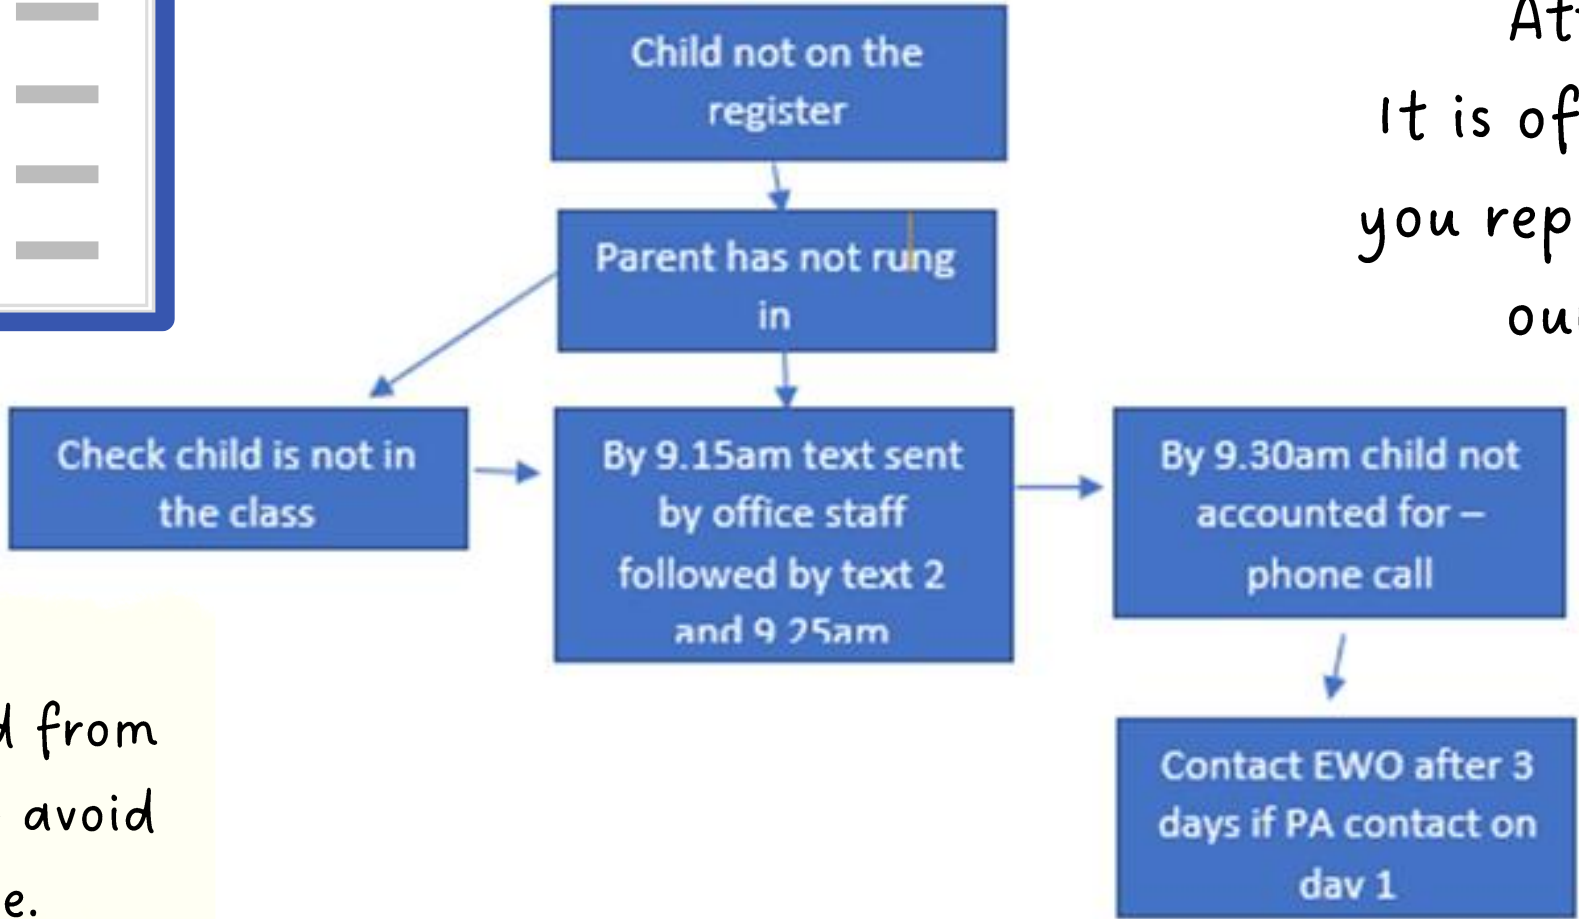 Child not on the
register
Parent has not rung
in
Check child is not in
the class
By 9.15am text sent
by office staff
followed by text 2
and 9 25am
By 9.30am child not
accounted for –
phone call
Contact EWO after 3
days if PA contact on
day 1
It is of
you rep
from
avoid